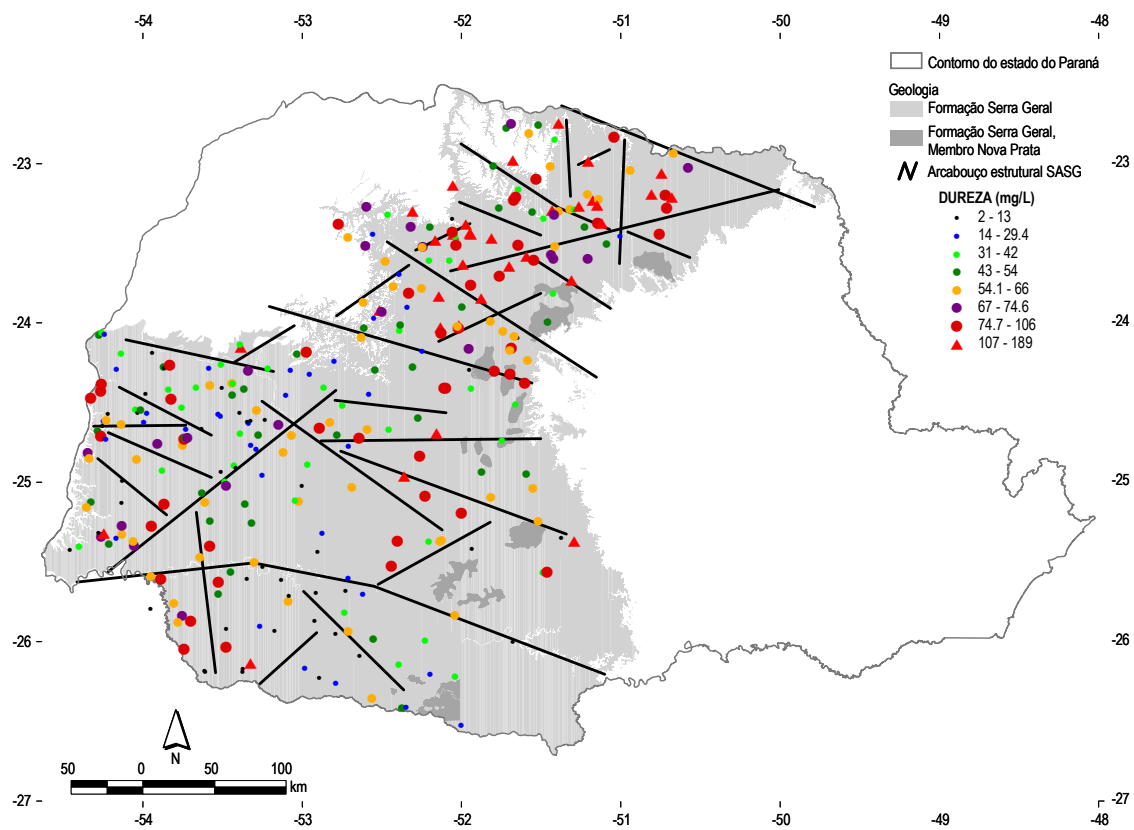 -54 -53 -52 -51 -50 -49 -48
Contorno do estado do Paraná
Geologia
Formação Serra Geral
Formação Serra Geral,
Membro Nova Prata
Arcabouço estrutural SASG
DUREZA (mg/L)
2 - 13
14 - 29.4
31 - 42
43 - 54
54.1 - 66
67 - 74.6
74.7 - 106
107 - 189
-23 -23
-24 -24
-25 -25
-26 -26
-27 -27
N
50 0 50 100
km
-54 -53 -52 -51 -50 -49 -48